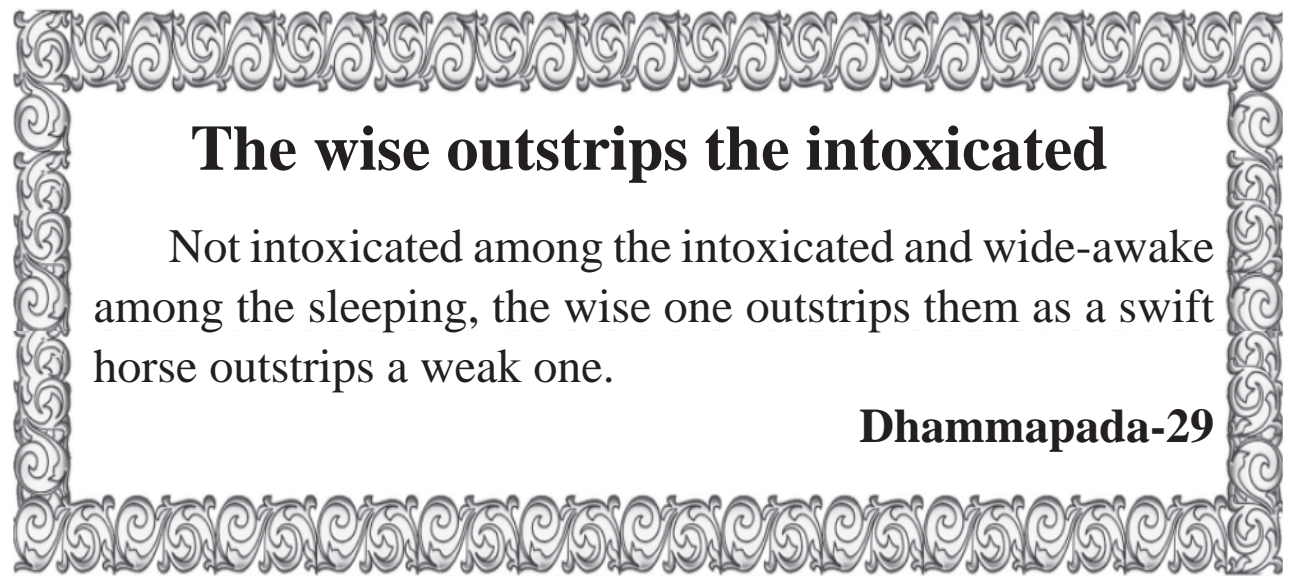 The wise outstrips the intoxicated
Not intoxicated among the intoxicated and wide-awake
among the sleeping, the wise one outstrips them as a swift
horse outstrips a weak one.
Dhammapada-29